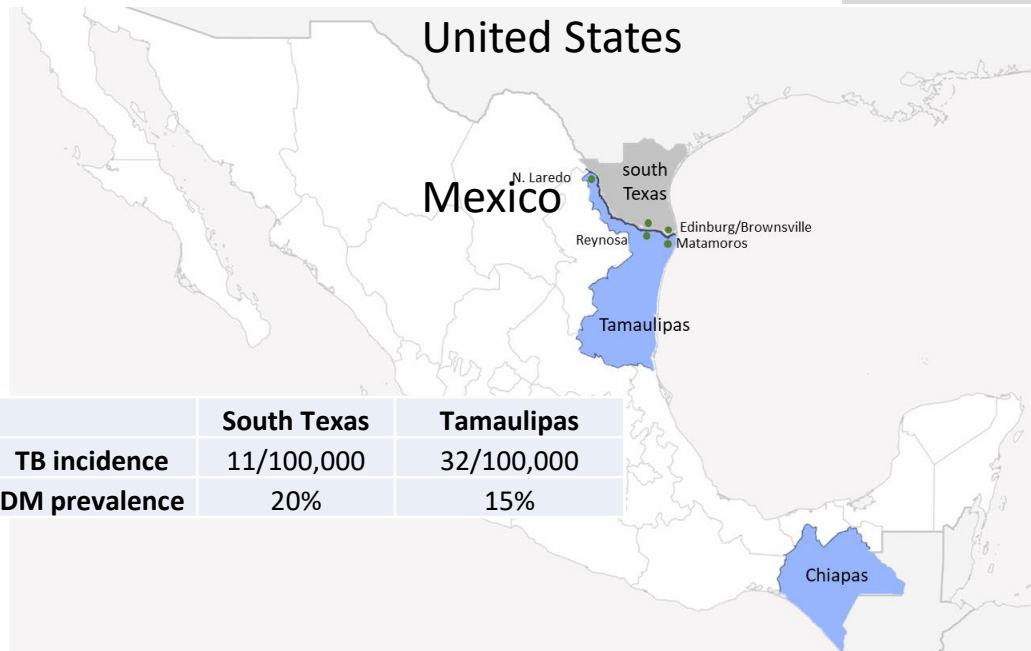 United States
south
Texas
N. Laredo
Mexico
Edinburg/Brownsville
Reynosa
Matamoros
Tamaulipas
South Texas Tamaulipas
TB incidence 11/100,000 32/100,000
DM prevalence 20% 15%
Chiapas